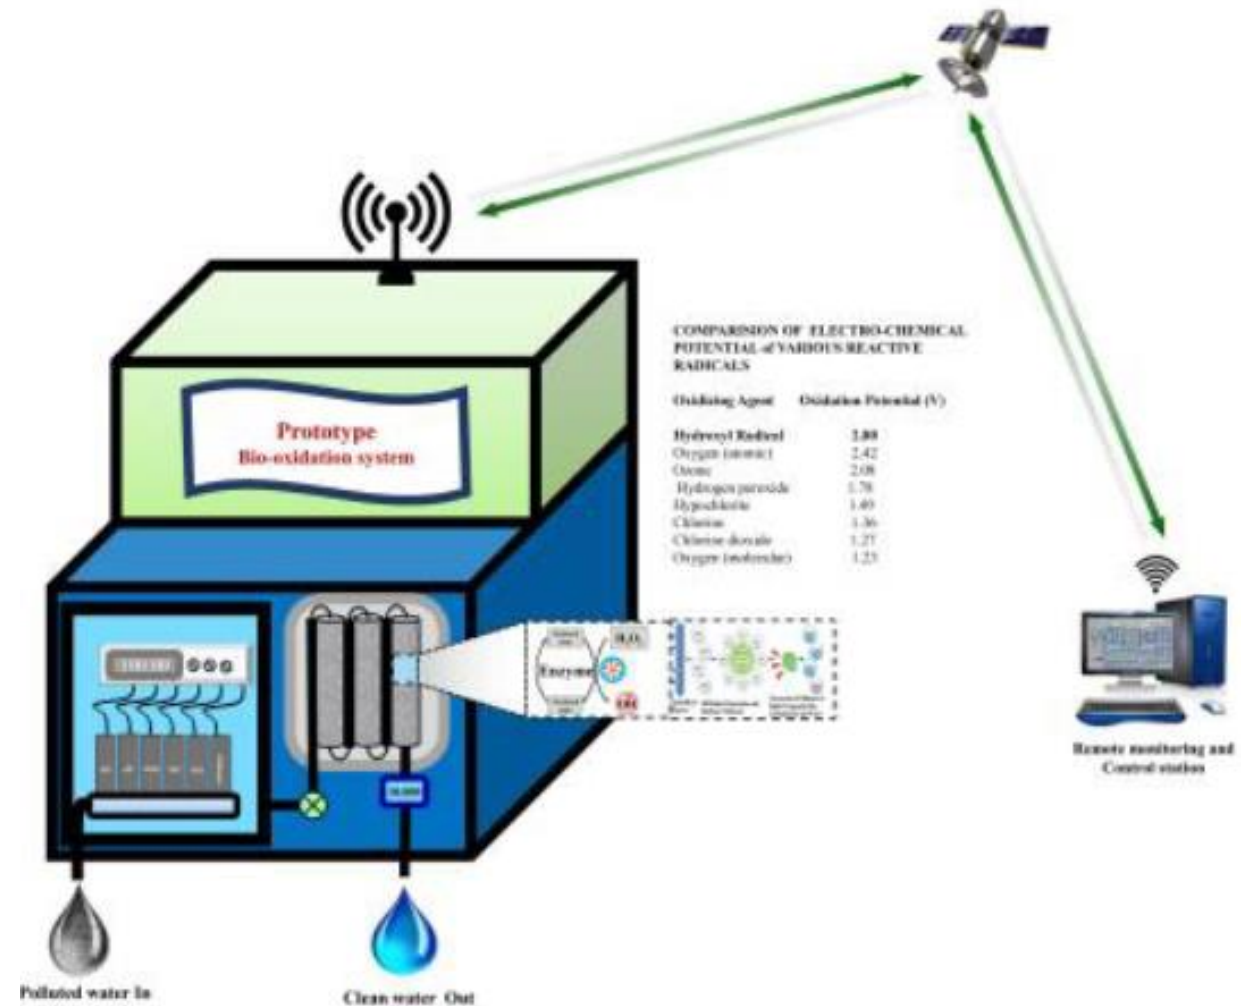 COMPARISION OF ELECTRO-CHEMICAL
POTENTIAL of VARIOUS REACTIVE
RADICALS
Oxidizing Agent Oxidation Potential (V)
Hydroxyl Radical 2.80
Oxygen (atomic) 2.42
Ozone 2.08
Hydrogen peroxide 1.78
Hypochlorite 1.49
Chlorine 1.36
Chlorine dioxide 1.27
Oxygen (molecular) 1.23
Prototype
Bio-oxidation system
H₂O₂
Enzyme
OH
Remote monitoring and
Control station
Polluted water In
Clean water Out